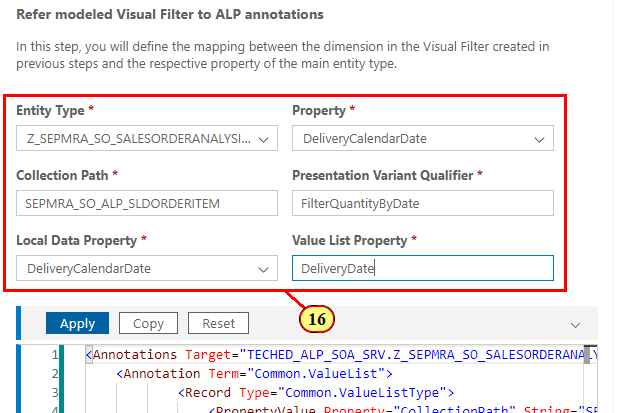 Refer modeled Visual Filter to ALP annotations
In this step, you will define the mapping between the dimension in the Visual Filter created in
previous steps and the respective property of the main entity type.
Entity Type * Property *
Z_SEPMRA_SO_SALESORDERANALYSI... DeliveryCalendarDate
Collection Path * Presentation Variant Qualifier *
SEPMRA_SO_ALP_SLDORDERITEM FilterQuantityByDate
Local Data Property * Value List Property *
DeliveryCalendarDate DeliveryDate
16
Apply Copy Reset
1 <Annotations Target="TECHED_ALP_SOA_SRV.Z_SEPMRA_SO_SALESORDERANALY
2 <Annotation Term="Common.ValueList">
3 <Record Type="Common.ValueListType">
4 <PropertyValue Property="CollectionPath" String="SE